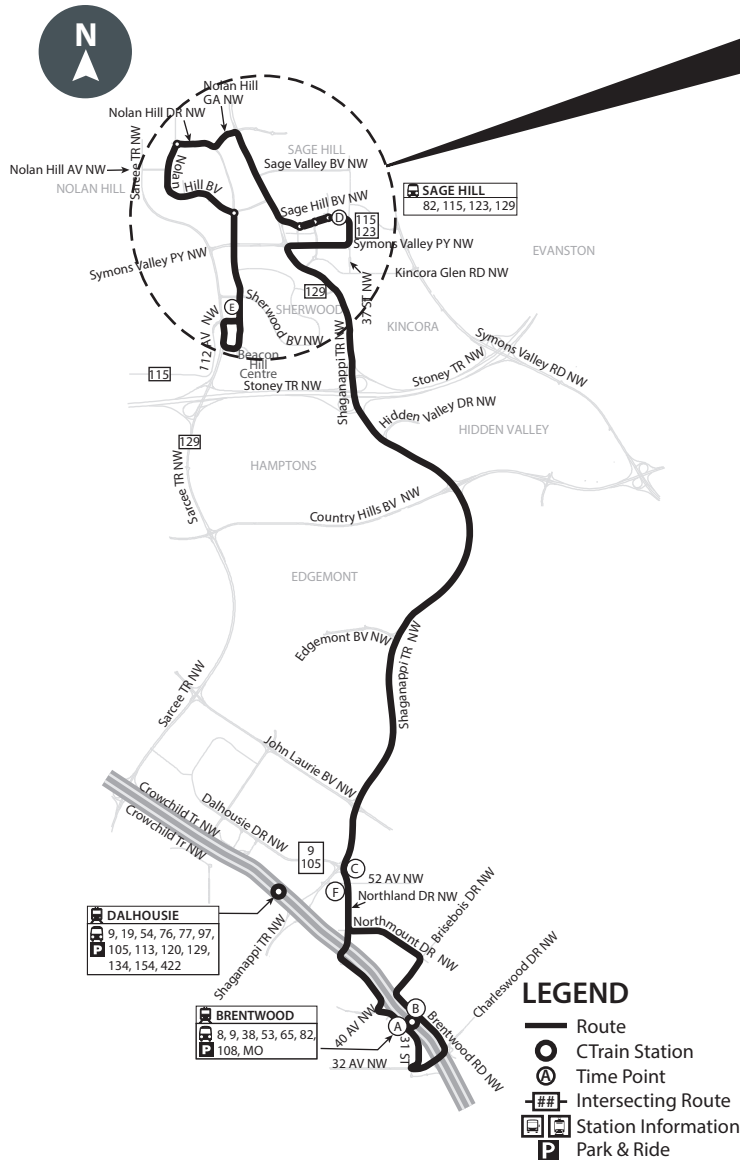 N
Nolan Hill
GA NW
Nolan Hill DR NW
Sarcee TR NW
SAGE HILL
Sage Valley BV NW
Nolan Hill AV NW
NOLAN HILL
Nolan
Hill BV
Sage Hill BV NW
D
115
123
SAGE HILL
82, 115, 123, 129
Symons Valley PY NW
EVANSTON
Symons Valley PY NW
Kincora Glen RD NW
37 ST NW
129
E
SHERWOOD
Sherwood BV NW
KINCORA
112 AV NW
Beacon
Hill
Centre
Symons Valley RD NW
Shaganappi TR NW
115
Stoney TR NW
Stoney TR NW
Hidden Valley DR NW
HIDDEN VALLEY
129
HAMPTONS
Sarcee TR NW
Country Hills BV NW
EDGEMONT
Edgemont BV NW
Shaganappi TR NW
Sarcee TR NW
John Laurie BV NW
Crowchild Tr NW
Crowchild Tr NW
Dalhousie DR NW
9
105
C
52 AV NW
F
Northland DR NW
Brisebois DR NW
Northmount DR NW
DALHOUSIE
9, 19, 54, 76, 77, 97,
P
105, 113, 120, 129,
134, 154, 422
Shaganappi TR NW
Charleswood DR NW
BRENTWOOD
8, 9, 38, 53, 65, 82,
P
108, MO
B
A
40 AV NW
Brentwood RD NW
31 ST
32 AV NW
LEGEND
Route
CTrain Station
A
Time Point
##
Intersecting Route
Station Information
P
Park & Ride